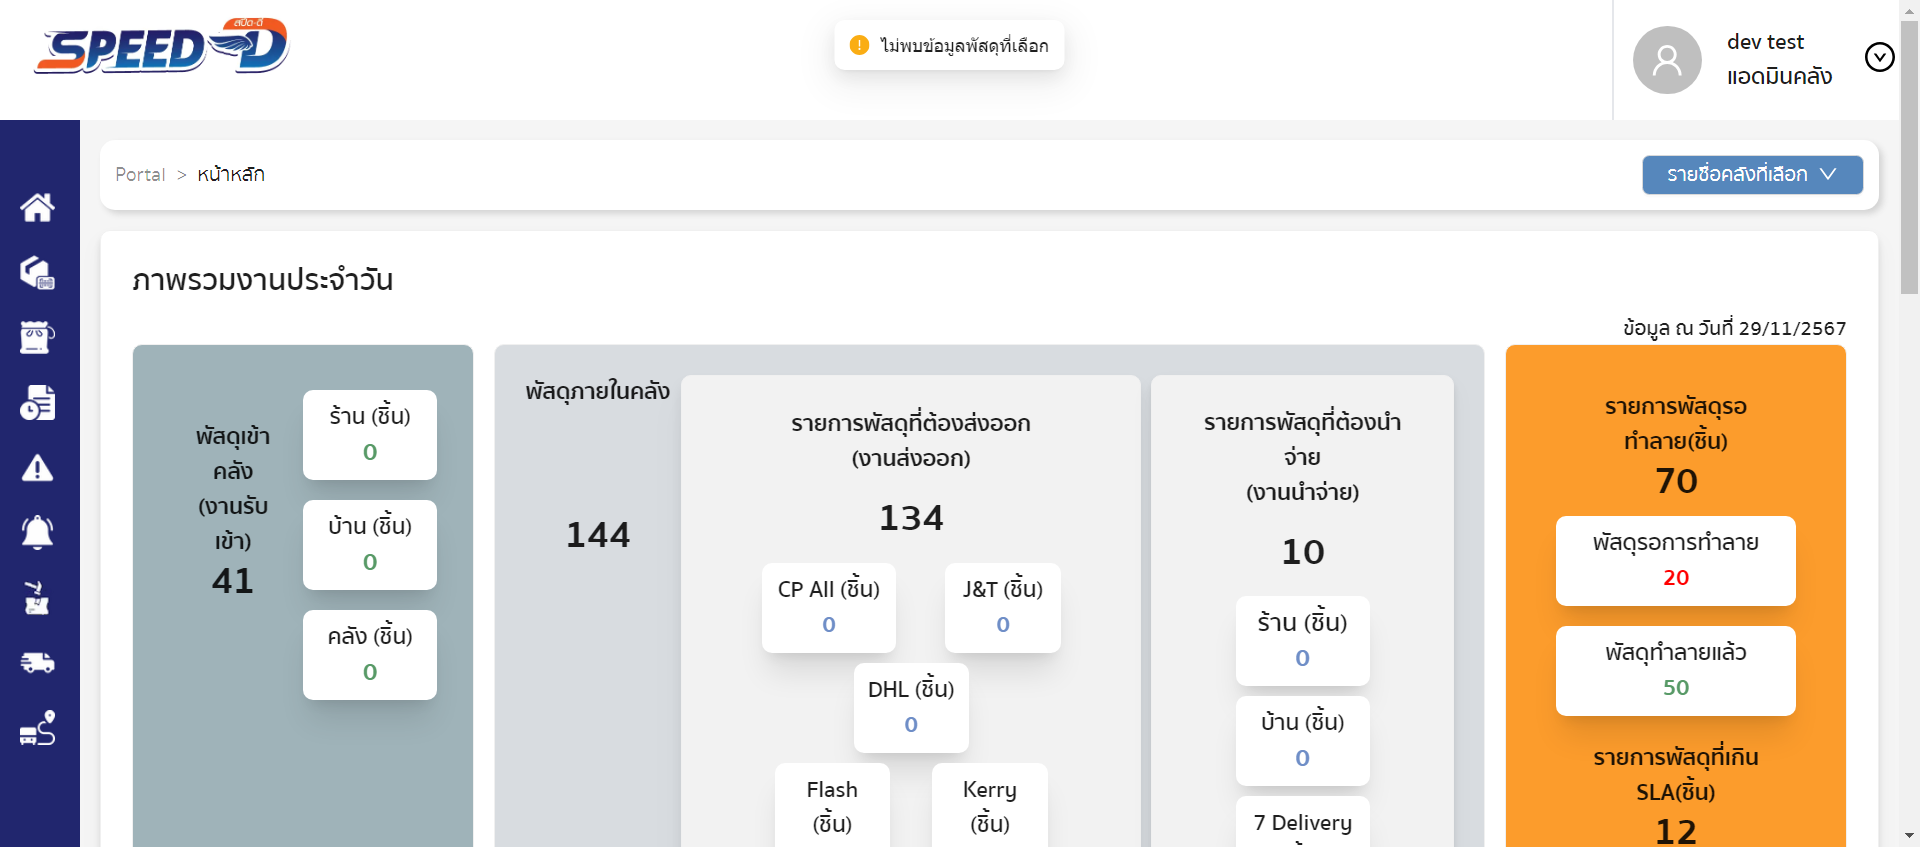 สปีด-ดี
SPEED D
ไม่พบข้อมูลพัสดุที่เลือก
dev test
แอดมินคลัง
Portal > หน้าหลัก
รายชื่อคลังที่เลือก
ภาพรวมงานประจำวัน
ข้อมูล ณ วันที่ 29/11/2567
พัสดุเข้า
คลัง
(งานรับ
เข้า)
41
ร้าน (ชิ้น)
0
บ้าน (ชิ้น)
0
คลัง (ชิ้น)
0
พัสดุภายในคลัง
144
รายการพัสดุที่ต้องส่งออก
(งานส่งออก)
134
CP All (ชิ้น)
0
J&T (ชิ้น)
0
DHL (ชิ้น)
0
Flash
(ชิ้น)
Kerry
(ชิ้น)
รายการพัสดุที่ต้องนำ
จ่าย
(งานนำจ่าย)
10
ร้าน (ชิ้น)
0
บ้าน (ชิ้น)
0
7 Delivery
รายการพัสดุรอ
ทำลาย(ชิ้น)
70
พัสดุรอการทำลาย
20
พัสดุทำลายแล้ว
50
รายการพัสดุที่เกิน
SLA(ชิ้น)
12